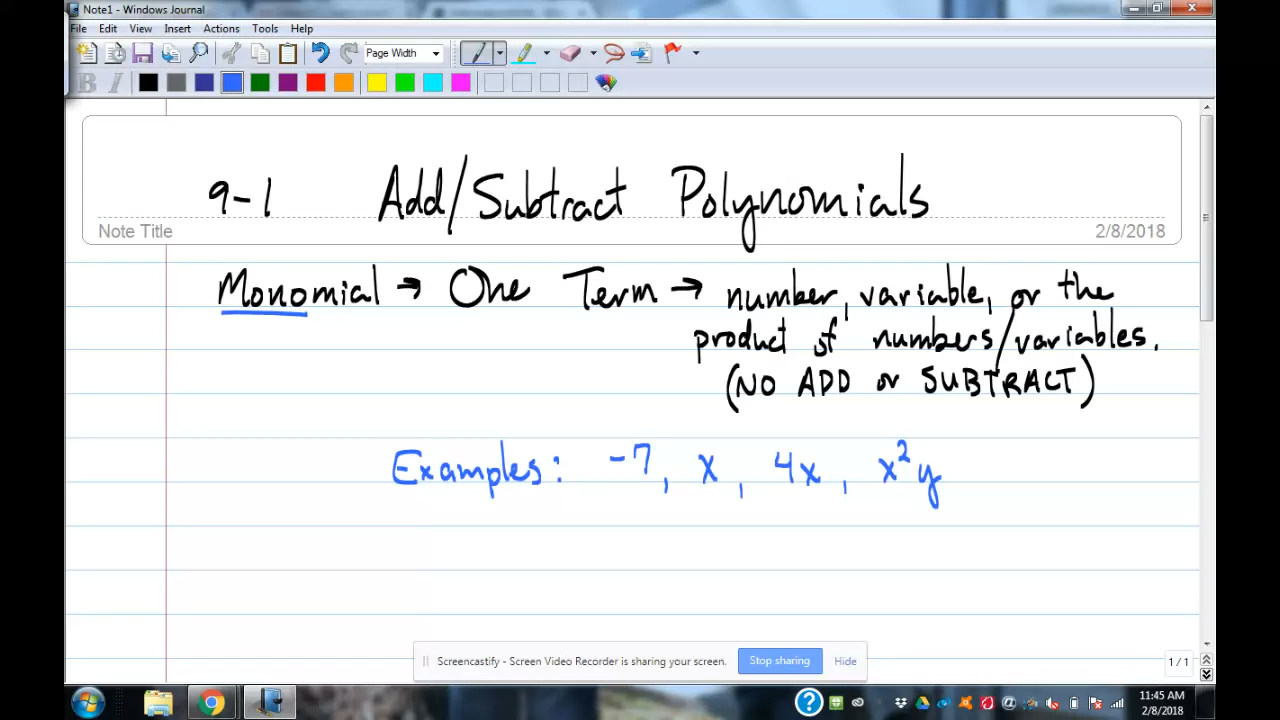 Note1 - Windows Journal
File Edit View Insert Actions Tools Help
Page Width
B I
9-1 Add/Subtract Polynomials
Note Title 2/8/2018
Monomial → One Term → number, variable, or the
product of numbers/variables.
(NO ADD or SUBTRACT)
Examples: -7, x, 4x, x²y
Screencastify - Screen Video Recorder is sharing your screen. Stop sharing Hide
1 / 1
11:45 AM
2/8/2018